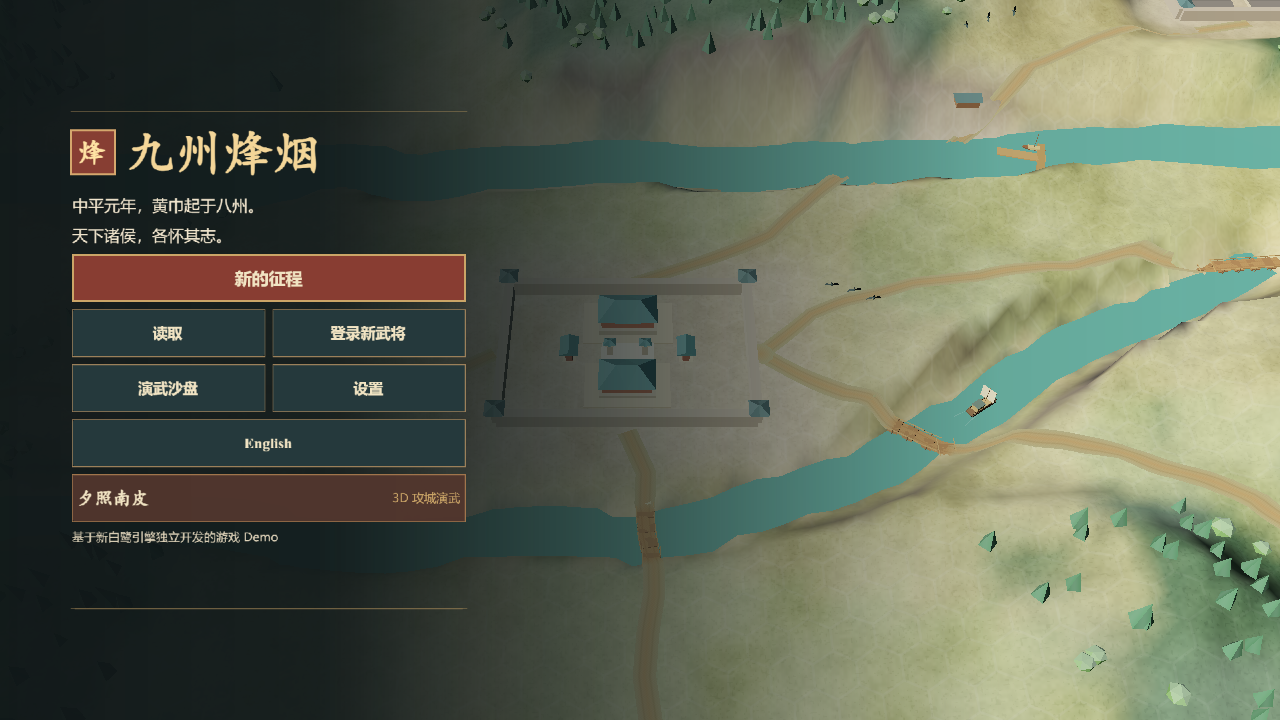 烽 九州烽烟
中平元年，黄巾起于八州。
天下诸侯，各怀其志。
新的征程
读取 登录新武将
演武沙盘 设置
English
夕照南皮 3D 攻城演武
基于新白鹭引擎独立开发的游戏 Demo